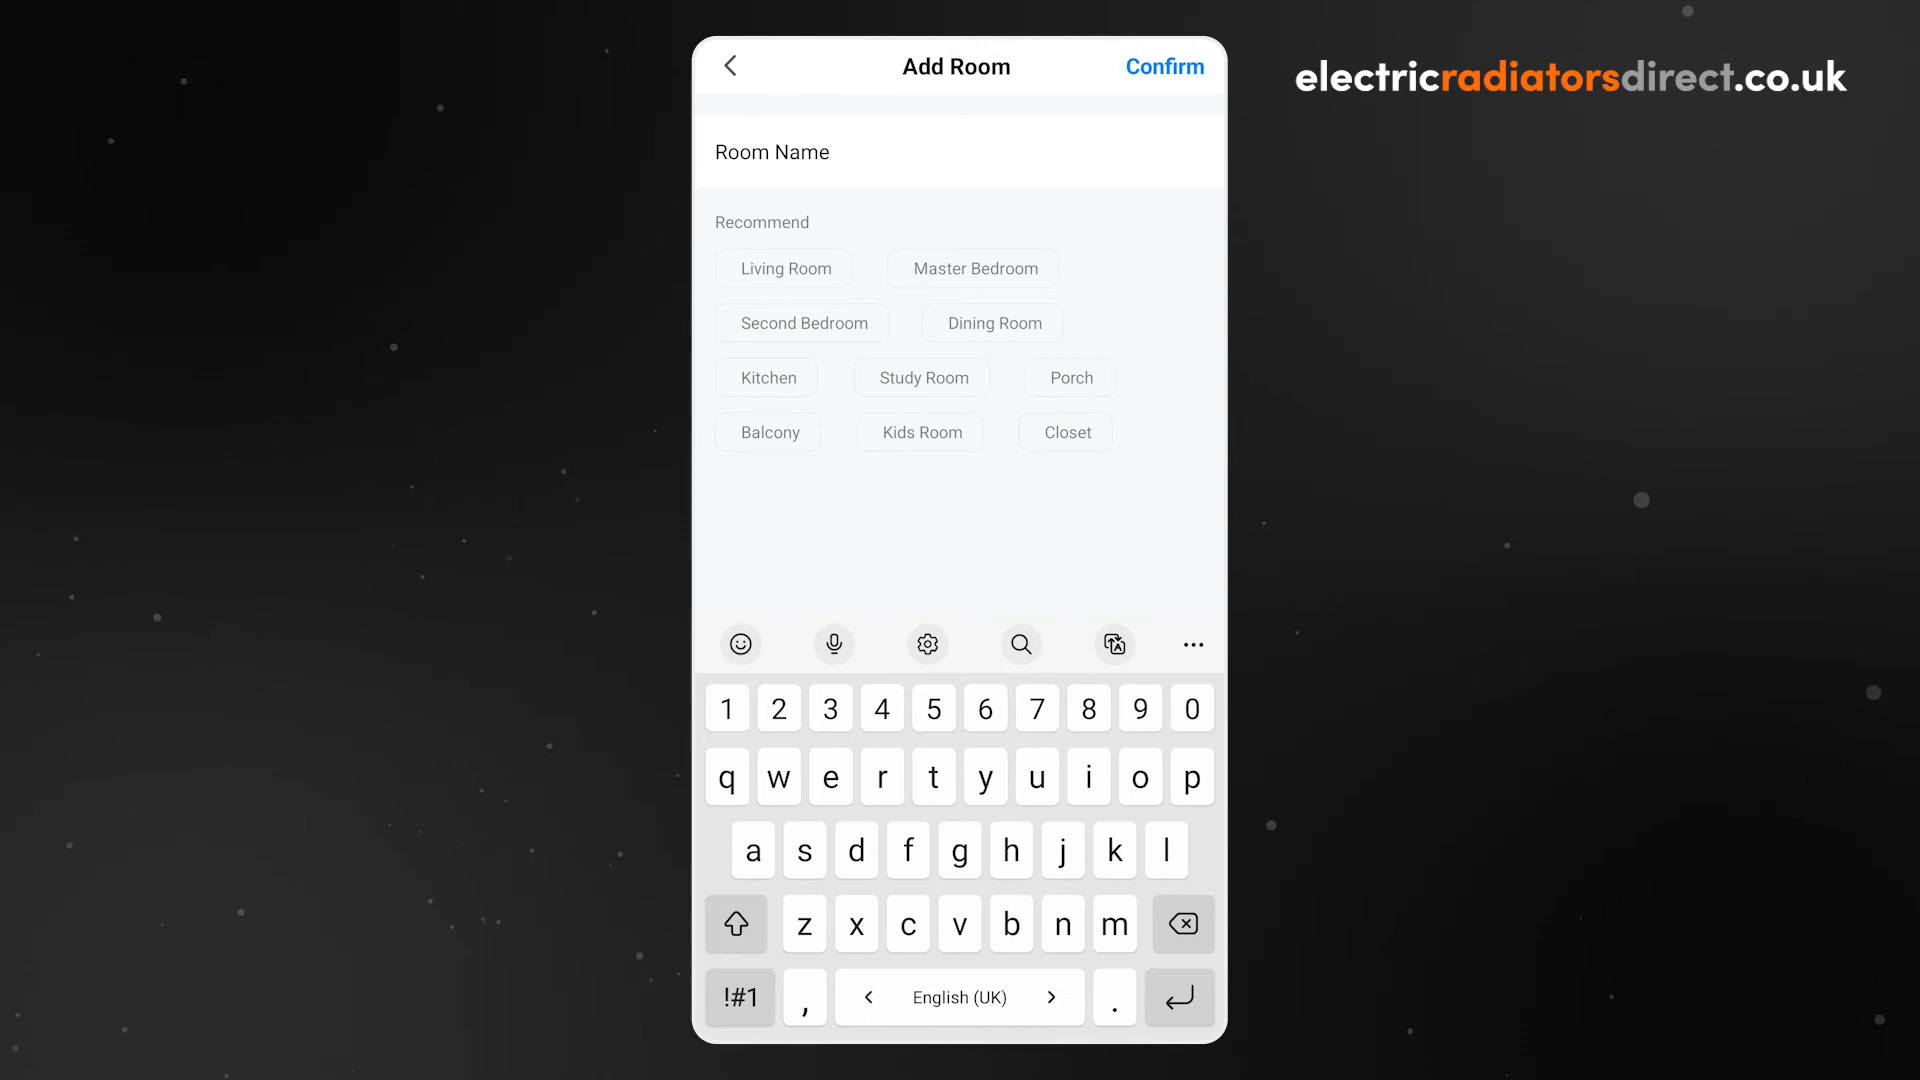 Add Room
Confirm
electricradiatorsdirect.co.uk
Room Name
Recommend
Living Room
Master Bedroom
Second Bedroom
Dining Room
Kitchen
Study Room
Porch
Balcony
Kids Room
Closet
1 2 3 4 5 6 7 8 9 0
q w e r t y u i o p
a s d f g h j k l
z x c v b n m
!#1 , < English (UK) > .